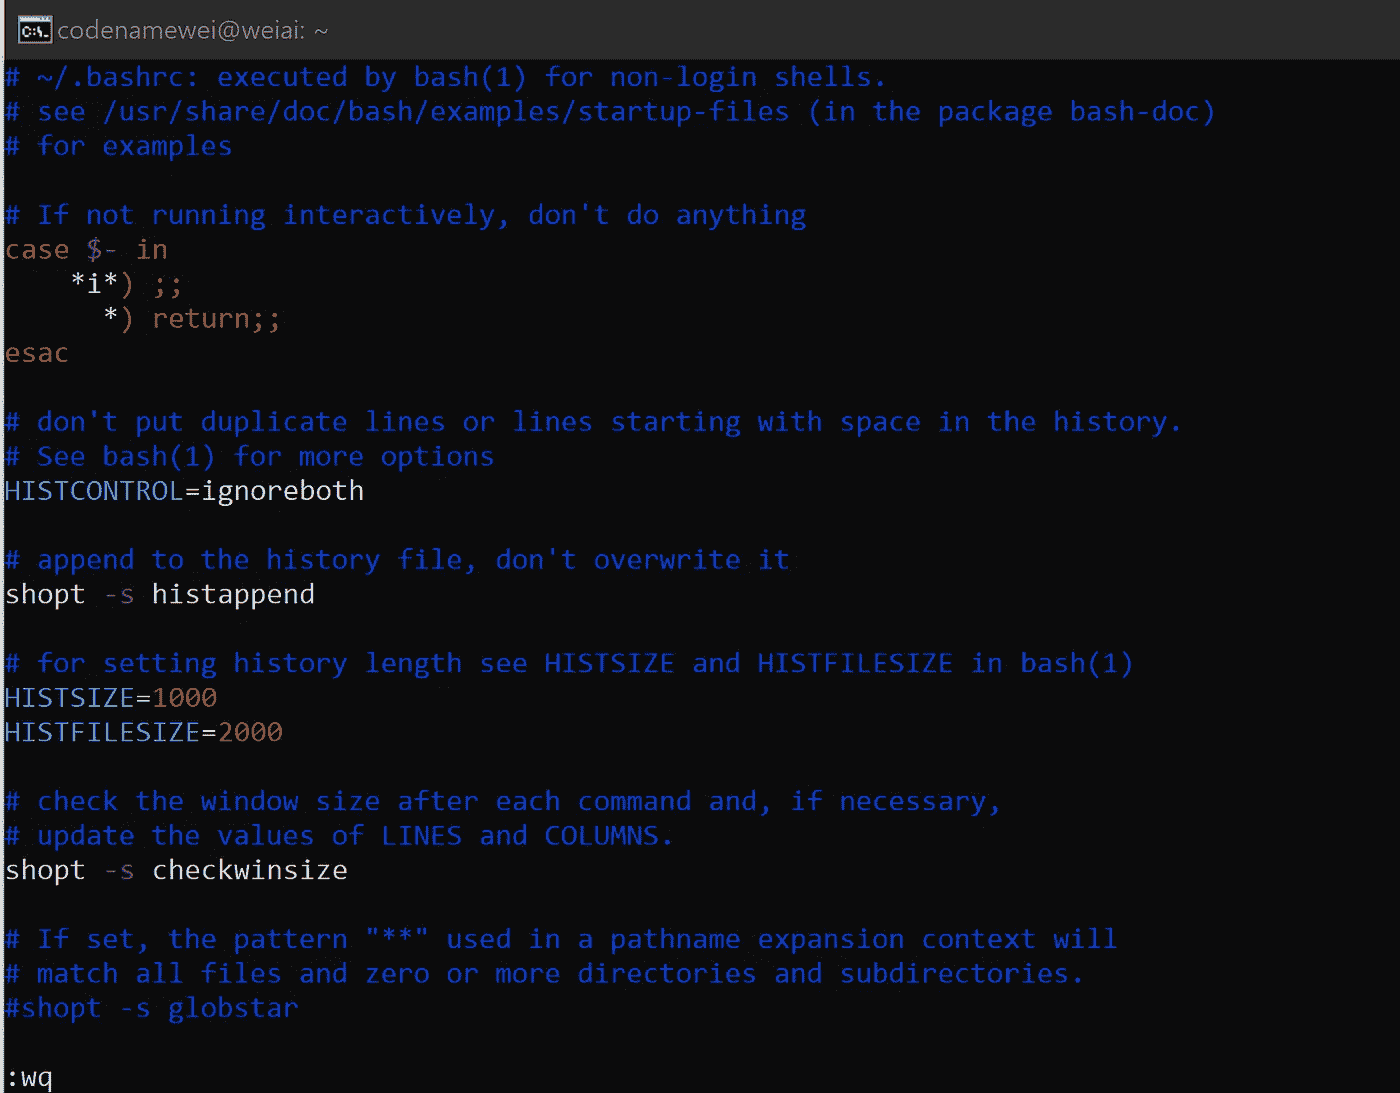 C:\.
codenamewei@weiai: ~
# ~/.bashrc: executed by bash(1) for non-login shells.
# see /usr/share/doc/bash/examples/startup-files (in the package bash-doc)
# for examples
# If not running interactively, don't do anything
case $- in
    *i*) ;;
      *) return;;
esac
# don't put duplicate lines or lines starting with space in the history.
# See bash(1) for more options
HISTCONTROL=ignoreboth
# append to the history file, don't overwrite it
shopt -s histappend
# for setting history length see HISTSIZE and HISTFILESIZE in bash(1)
HISTSIZE=1000
HISTFILESIZE=2000
# check the window size after each command and, if necessary,
# update the values of LINES and COLUMNS.
shopt -s checkwinsize
# If set, the pattern "**" used in a pathname expansion context will
# match all files and zero or more directories and subdirectories.
#shopt -s globstar
:wq